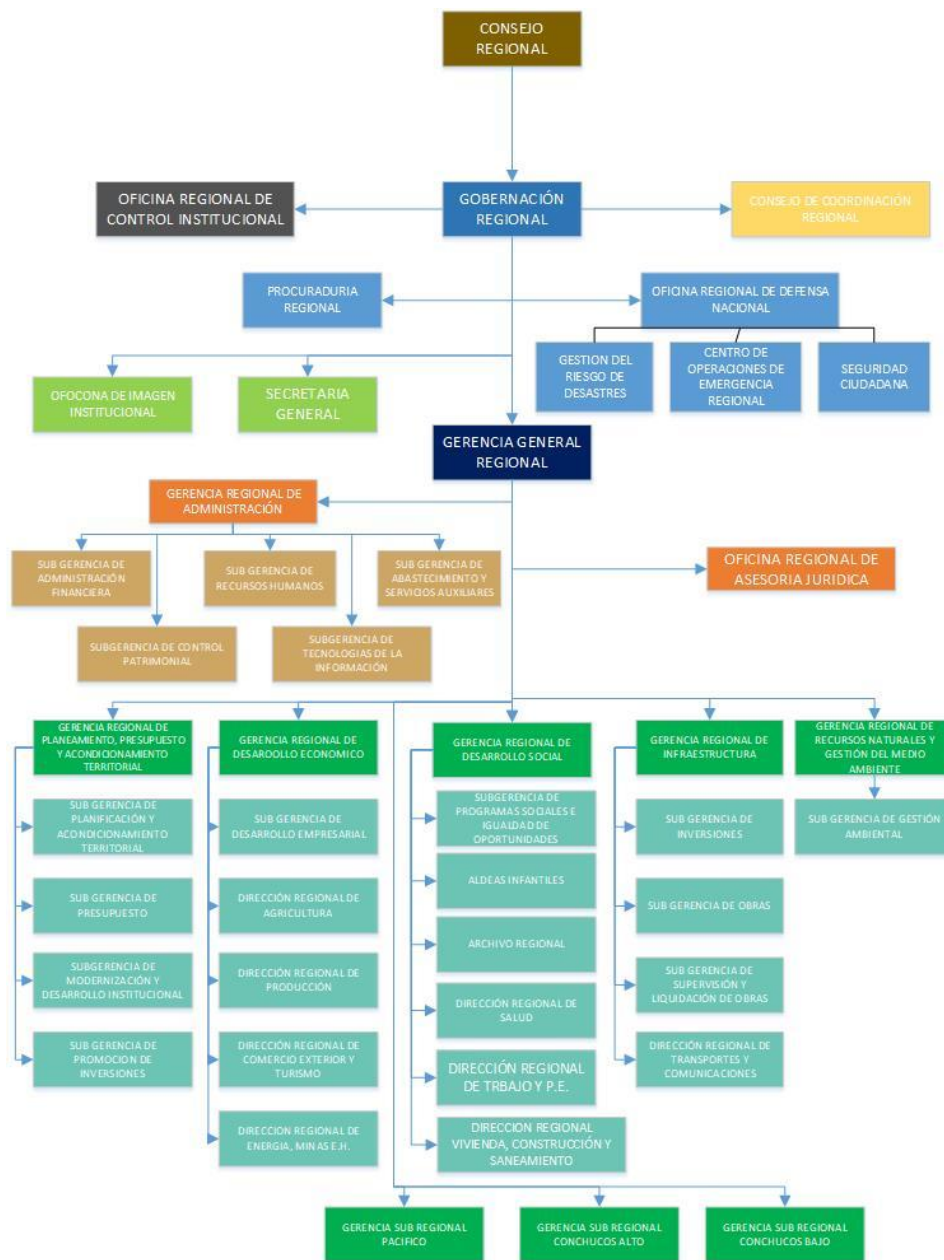 CONSEJO
REGIONAL
OFICINA REGIONAL DE
CONTROL INSTITUCIONAL
GOBERNACIÓN
REGIONAL
CONSEJO DE COORDINACIÓN
REGIONAL
PROCURADURIA
REGIONAL
OFICINA REGIONAL DE DEFENSA
NACIONAL
GESTION DEL
RIESGO DE
DESASTRES
CENTRO DE
OPERACIONES DE
EMERGENCIA
REGIONAL
SEGURIDAD
CIUDADANA
OFOCONA DE IMAGEN
INSTITUCIONAL
SECRETARIA
GENERAL
GERENCIA GENERAL
REGIONAL
GERENCIA REGIONAL DE
ADMINISTRACIÓN
SUB GERENCIA DE
ADMINISTRACIÓN
FINANCIERA
SUB GERENCIA DE
RECURSOS HUMANOS
SUB GERENCIA DE
ABASTECIMIENTO Y
SERVICIOS AUXILIARES
OFICINA REGIONAL DE
ASESORIA JURIDICA
SUBGERENCIA DE CONTROL
PATRIMONIAL
SUBGERENCIA DE
TECNOLOGIAS DE LA
INFORMACIÓN
GERENCIA REGIONAL DE
PLANEAMIENTO, PRESUPUESTO
Y ACONDICIONAMIENTO
TERRITORIAL
GERENCIA REGIONAL DE
DESAROOLLO ECONOMICO
GERENCIA REGIONAL DE
DESARROLLO SOCIAL
GERENCIA REGIONAL DE
INFRAESTRUCTURA
GERENCIA REGIONAL DE
RECURSOS NATURALES Y
GESTIÓN DEL MEDIO
AMBIENTE
SUB GERENCIA DE
PLANIFICACIÓN Y
ACONDICIONAMIENTO
TERRITORIAL
SUB GERENCIA DE
DESARROLLO EMPRESARIAL
SUBGERENCIA DE
PROGRAMAS SOCIALES E
IGUALDAD DE
OPORTUNIDADES
SUB GERENCIA DE
INVERSIONES
SUB GERENCIA DE GESTIÓN
AMBIENTAL
SUB GERENCIA DE
PRESUPUESTO
DIRECCIÓN REGIONAL DE
AGRICULTURA
ALDEAS INFANTILES
SUB GERENCIA DE OBRAS
SUBGERENCIA DE
MODERNIZACIÓN Y
DESARROLLO INSTITUCIONAL
DIRECCIÓN REGIONAL DE
PRODUCCIÓN
ARCHIVO REGIONAL
SUB GERENCIA DE
SUPERVISIÓN Y
LIQUIDACIÓN DE OBRAS
DIRECCIÓN REGIONAL DE
SALUD
SUB GERENCIA DE
PROMOCION DE
INVERSIONES
DIRECCIÓN REGIONAL DE
COMERCIO EXTERIOR Y
TURISMO
DIRECCIÓN REGIONAL
DE TRBAJO Y P.E.
DIRECCIÓN REGIONAL DE
TRANSPORTES Y
COMUNICACIONES
DIRECCIÓN REGIONAL DE
ENERGIA, MINAS E.H.
DIRECCION REGIONAL
VIVIENDA, CONSTRUCCIÓN Y
SANEAMIENTO
GERENCIA SUB REGIONAL
PACIFICO
GERENCIA SUB REGIONAL
CONCHUCOS ALTO
GERENCIA SUB REGIONAL
CONCHUCOS BAJO